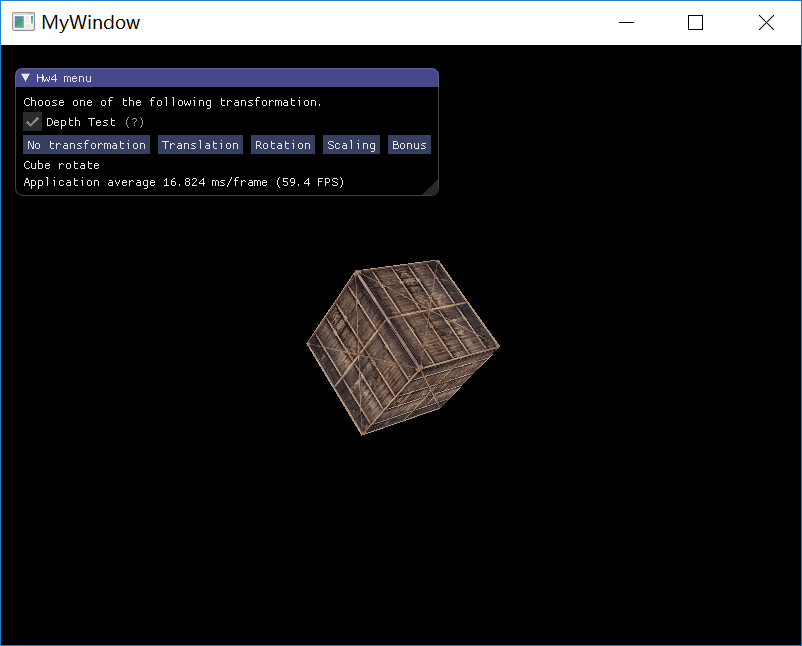 MyWindow
Hw4 menu
Choose one of the following transformation.
Depth Test (?)
No transformation Translation Rotation Scaling Bonus
Cube rotate
Application average 16.824 ms/frame (59.4 FPS)